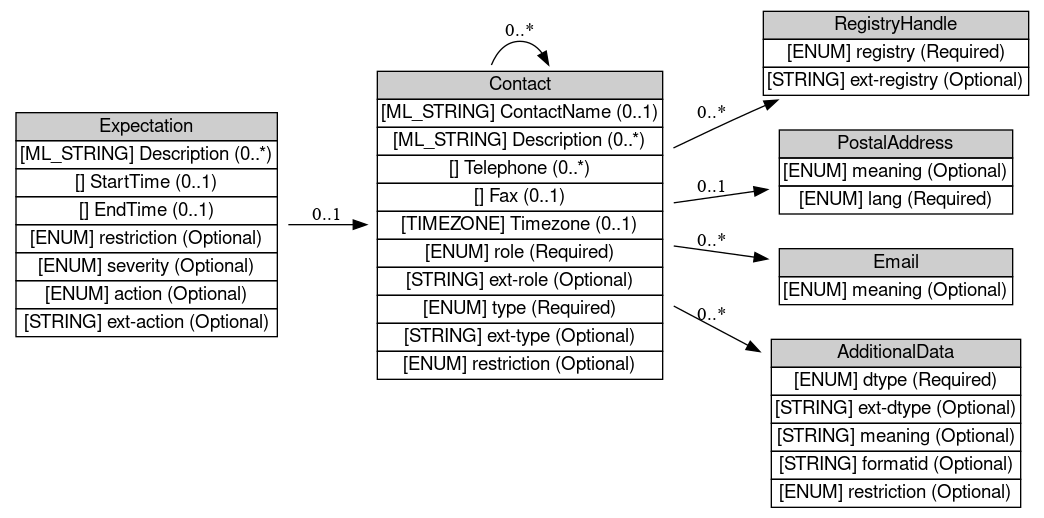 Expectation
[ML_STRING] Description (0..*)
[] StartTime (0..1)
[] EndTime (0..1)
[ENUM] restriction (Optional)
[ENUM] severity (Optional)
[ENUM] action (Optional)
[STRING] ext-action (Optional)
0..1
0..*
Contact
[ML_STRING] ContactName (0..1)
[ML_STRING] Description (0..*)
[] Telephone (0..*)
[] Fax (0..1)
[TIMEZONE] Timezone (0..1)
[ENUM] role (Required)
[STRING] ext-role (Optional)
[ENUM] type (Required)
[STRING] ext-type (Optional)
[ENUM] restriction (Optional)
0..*
RegistryHandle
[ENUM] registry (Required)
[STRING] ext-registry (Optional)
0..1
PostalAddress
[ENUM] meaning (Optional)
[ENUM] lang (Required)
0..*
Email
[ENUM] meaning (Optional)
0..*
AdditionalData
[ENUM] dtype (Required)
[STRING] ext-dtype (Optional)
[STRING] meaning (Optional)
[STRING] formatid (Optional)
[ENUM] restriction (Optional)